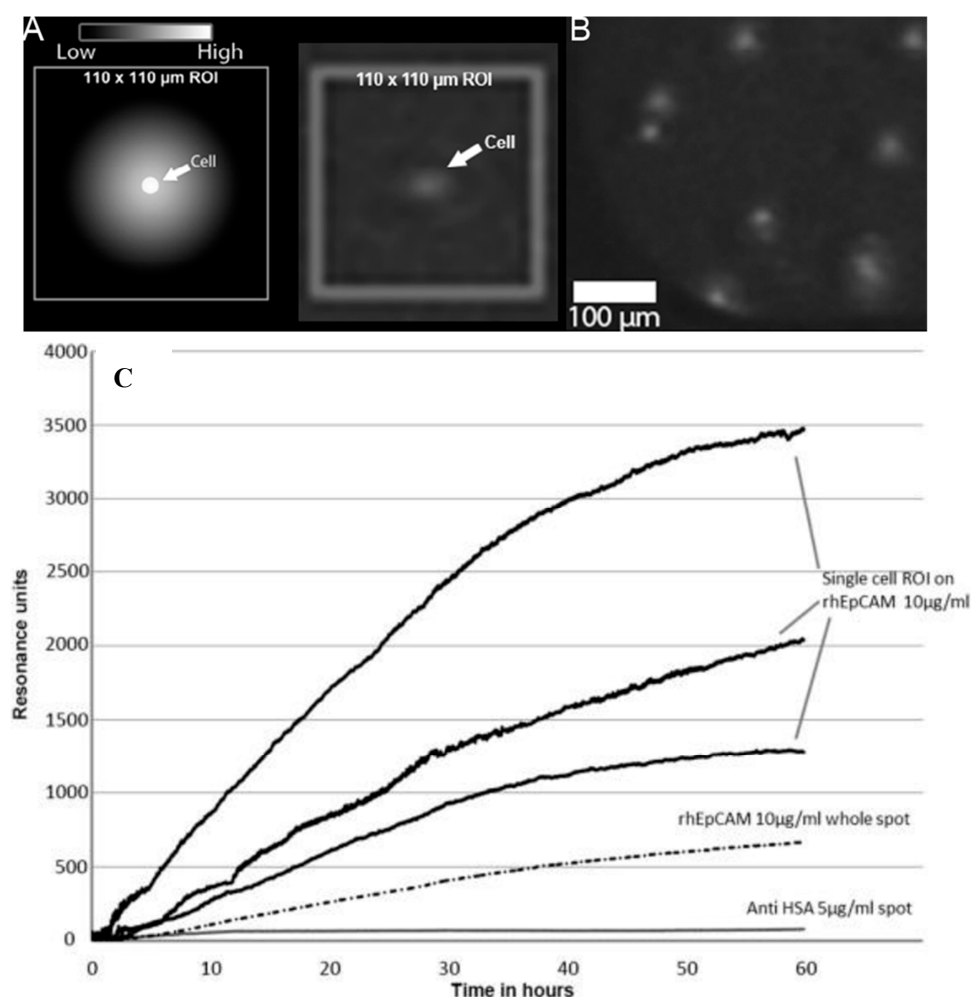 A
Low High
110 x 110 µm ROI
Cell
110 x 110 µm ROI
Cell
B
100 µm
C
4000
3500
3000
2500
2000
1500
1000
500
0
Resonance units
Single cell ROI on
rhEpCAM 10µg/ml
rhEpCAM 10µg/ml whole spot
Anti HSA 5µg/ml spot
0 10 20 30 40 50 60
Time in hours